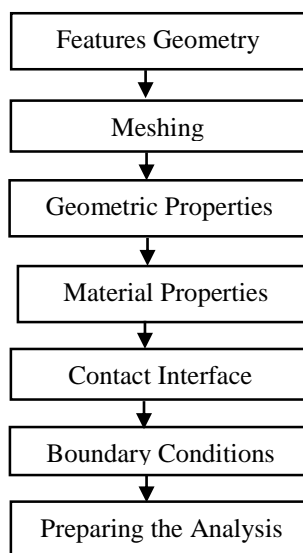 Features Geometry
Meshing
Geometric Properties
Material Properties
Contact Interface
Boundary Conditions
Preparing the Analysis